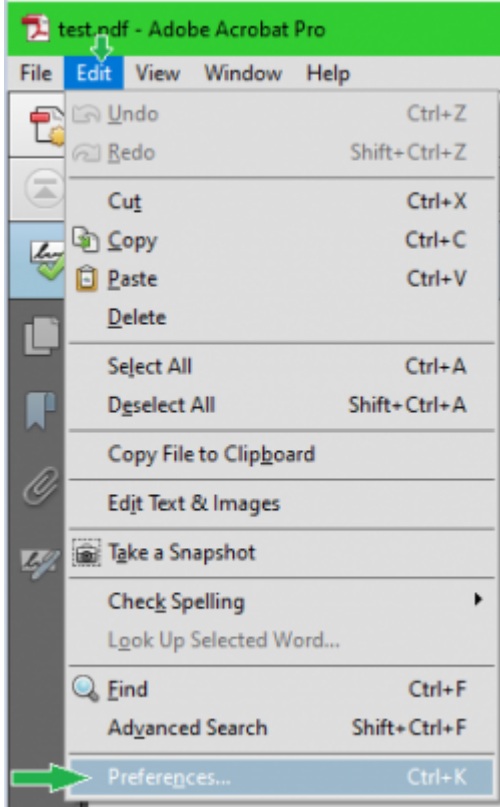 test.pdf - Adobe Acrobat Pro
File Edit View Window Help
Undo Ctrl+Z
Redo Shift+Ctrl+Z
Cut Ctrl+X
Copy Ctrl+C
Paste Ctrl+V
Delete
Select All Ctrl+A
Deselect All Shift+Ctrl+A
Copy File to Clipboard
Edit Text & Images
Take a Snapshot
Check Spelling
Look Up Selected Word...
Find Ctrl+F
Advanced Search Shift+Ctrl+F
Preferences... Ctrl+K